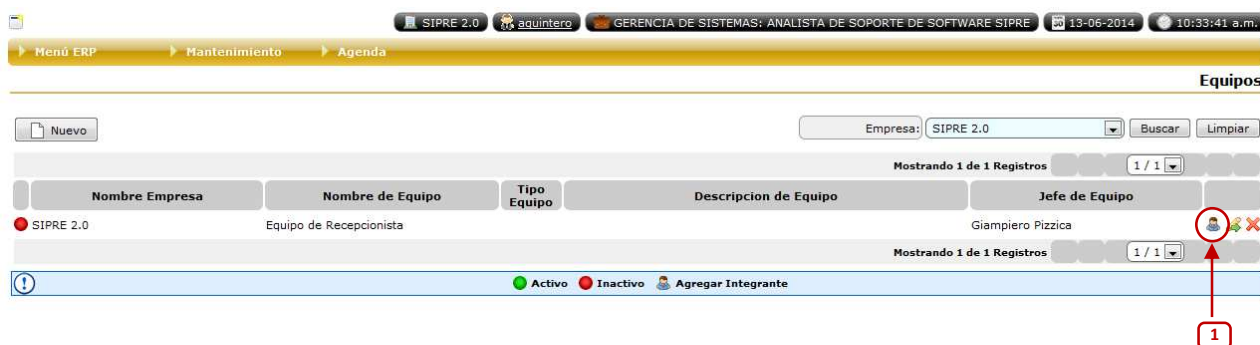 SIPRE 2.0 aquintero GERENCIA DE SISTEMAS: ANALISTA DE SOPORTE DE SOFTWARE SIPRE 13-06-2014 10:33:41 a.m.
Menú ERP Mantenimiento Agenda
Equipos
Nuevo Empresa: SIPRE 2.0 Buscar Limpiar
Mostrando 1 de 1 Registros 1 / 1
Nombre Empresa Nombre de Equipo Tipo Equipo Descripcion de Equipo Jefe de Equipo
SIPRE 2.0 Equipo de Recepcionista Giampiero Pizzica
Mostrando 1 de 1 Registros 1 / 1
Activo Inactivo Agregar Integrante
1